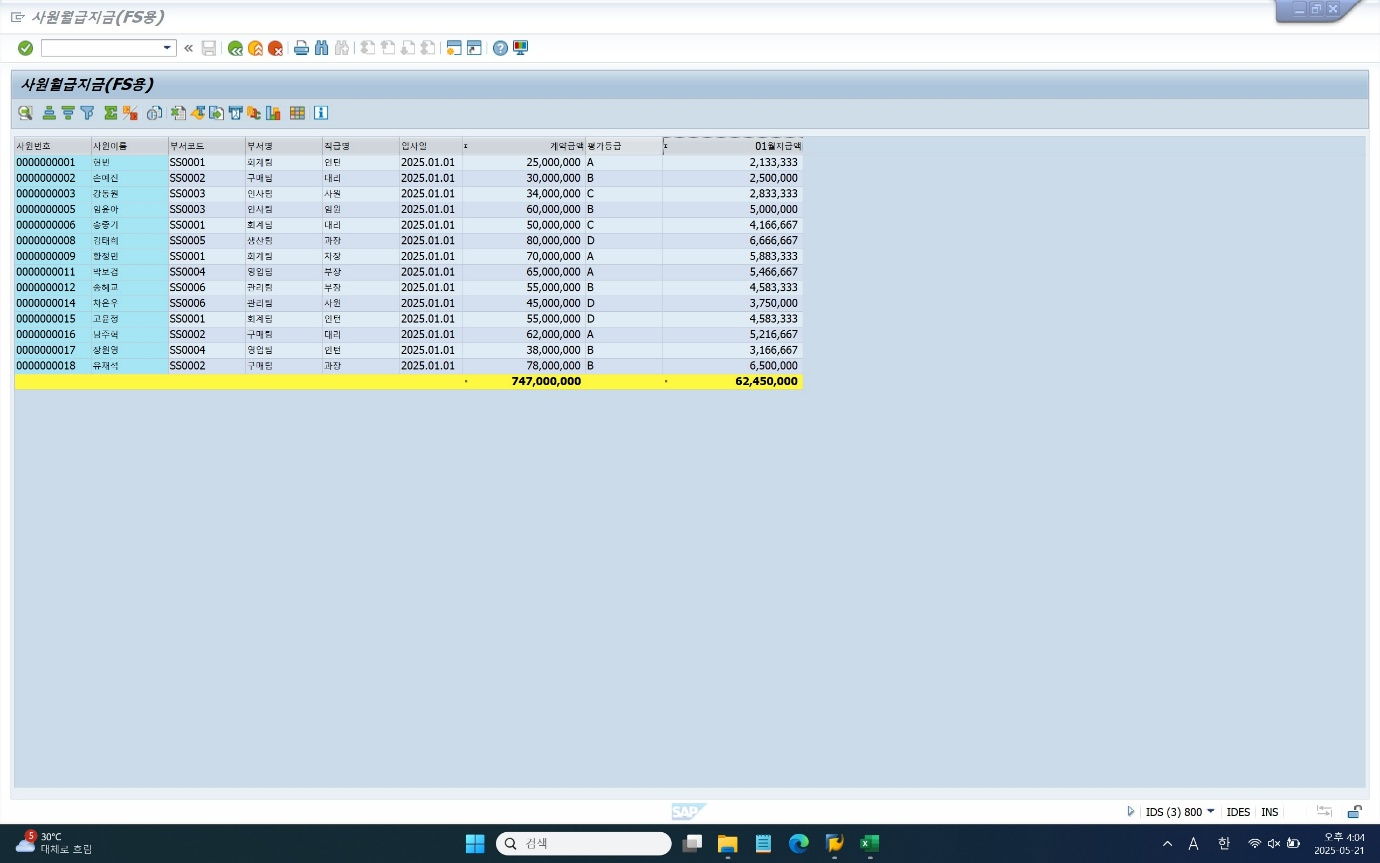 사원월급지금(FS용)
사원월급지금(FS용)
사원번호 사원이름 부서코드 부서명 직급명 입사일 계약금액 평가등급 01월지급액
0000000001 현빈 SS0001 회계팀 인턴 2025.01.01 25,000,000 A 2,133,333
0000000002 손예진 SS0002 구매팀 대리 2025.01.01 30,000,000 B 2,500,000
0000000003 강동원 SS0003 인사팀 사원 2025.01.01 34,000,000 C 2,833,333
0000000005 임윤아 SS0003 인사팀 임원 2025.01.01 60,000,000 B 5,000,000
0000000006 송중기 SS0001 회계팀 대리 2025.01.01 50,000,000 C 4,166,667
0000000008 김태희 SS0005 생산팀 과장 2025.01.01 80,000,000 D 6,666,667
0000000009 황정민 SS0001 회계팀 차장 2025.01.01 70,000,000 A 5,883,333
0000000011 박보검 SS0004 영업팀 부장 2025.01.01 65,000,000 A 5,466,667
0000000012 송혜교 SS0006 관리팀 부장 2025.01.01 55,000,000 B 4,583,333
0000000014 차은우 SS0006 관리팀 사원 2025.01.01 45,000,000 D 3,750,000
0000000015 고윤정 SS0001 회계팀 인턴 2025.01.01 55,000,000 D 4,583,333
0000000016 남주혁 SS0002 구매팀 대리 2025.01.01 62,000,000 A 5,216,667
0000000017 장원영 SS0004 영업팀 인턴 2025.01.01 38,000,000 B 3,166,667
0000000018 유재석 SS0002 구매팀 과장 2025.01.01 78,000,000 B 6,500,000
747,000,000 62,450,000
SAP
IDS (3) 800 IDES INS
5 30°C
대체로 흐림
검색
A 한
오후 4:04
2025-05-21